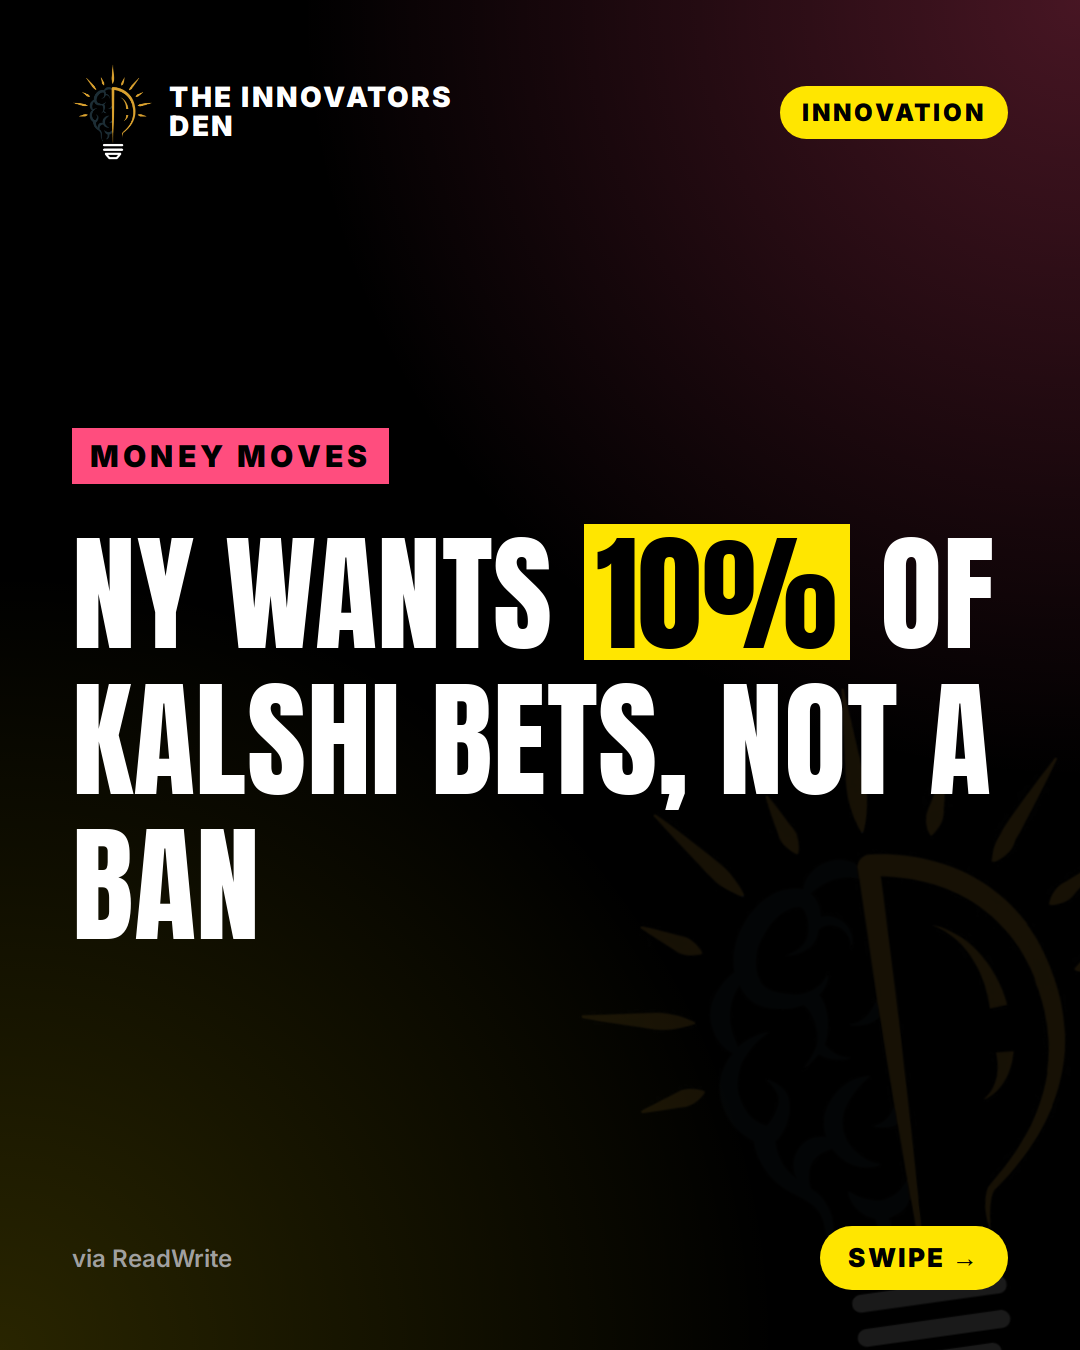 THE INNOVATORS
DEN
INNOVATION
MONEY MOVES
NY WANTS 10% OF
KALSHI BETS, NOT A
BAN
via ReadWrite
SWIPE →